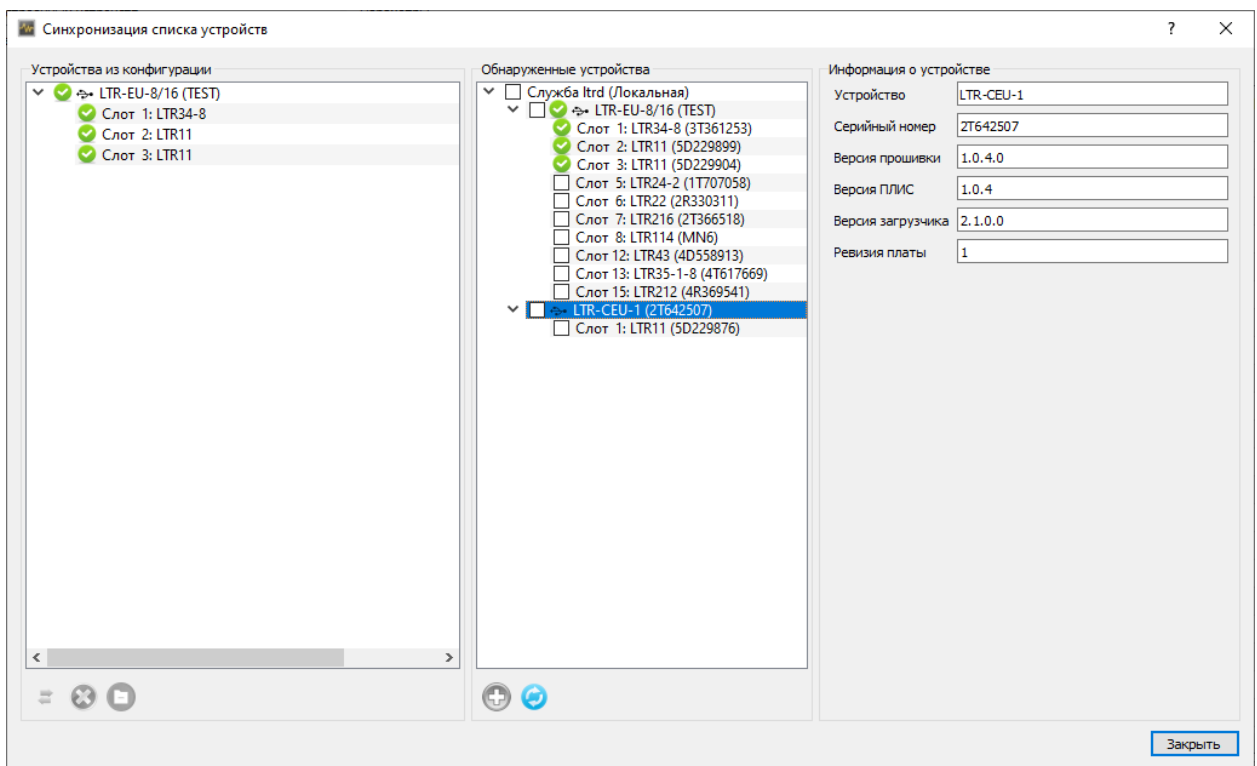 Синхронизация списка устройств
Устройства из конфигурации
LTR-EU-8/16 (TEST)
Слот 1: LTR34-8
Слот 2: LTR11
Слот 3: LTR11
Обнаруженные устройства
Служба ltrd (Локальная)
LTR-EU-8/16 (TEST)
Слот 1: LTR34-8 (3T361253)
Слот 2: LTR11 (5D229899)
Слот 3: LTR11 (5D229904)
Слот 5: LTR24-2 (1T707058)
Слот 6: LTR22 (2R330311)
Слот 7: LTR216 (2T366518)
Слот 8: LTR114 (MN6)
Слот 12: LTR43 (4D558913)
Слот 13: LTR35-1-8 (4T617669)
Слот 15: LTR212 (4R369541)
LTR-CEU-1 (2T642507)
Слот 1: LTR11 (5D229876)
Информация о устройстве
Устройство LTR-CEU-1
Серийный номер 2T642507
Версия прошивки 1.0.4.0
Версия ПЛИС 1.0.4
Версия загрузчика 2.1.0.0
Ревизия платы 1
Закрыть